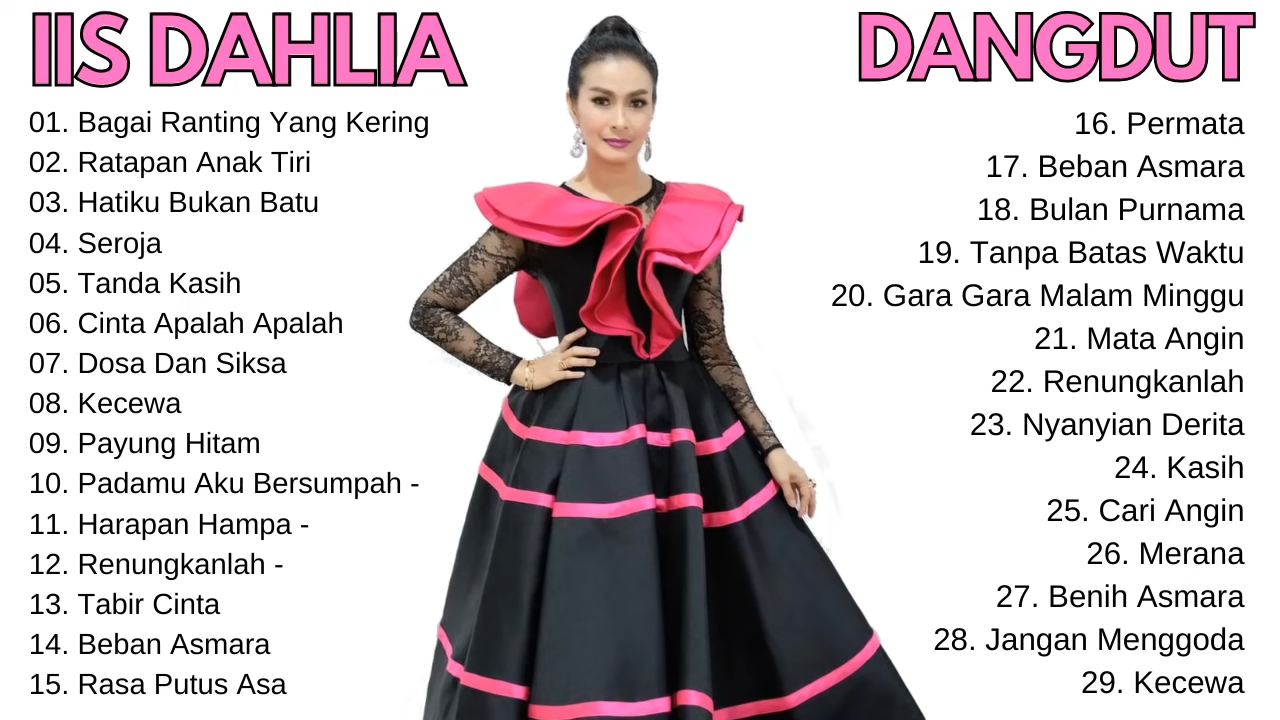 IIS DAHLIA
01. Bagai Ranting Yang Kering
02. Ratapan Anak Tiri
03. Hatiku Bukan Batu
04. Seroja
05. Tanda Kasih
06. Cinta Apalah Apalah
07. Dosa Dan Siksa
08. Kecewa
09. Payung Hitam
10. Padamu Aku Bersumpah -
11. Harapan Hampa -
12. Renungkanlah -
13. Tabir Cinta
14. Beban Asmara
15. Rasa Putus Asa
DANGDUT
16. Permata
17. Beban Asmara
18. Bulan Purnama
19. Tanpa Batas Waktu
20. Gara Gara Malam Minggu
21. Mata Angin
22. Renungkanlah
23. Nyanyian Derita
24. Kasih
25. Cari Angin
26. Merana
27. Benih Asmara
28. Jangan Menggoda
29. Kecewa